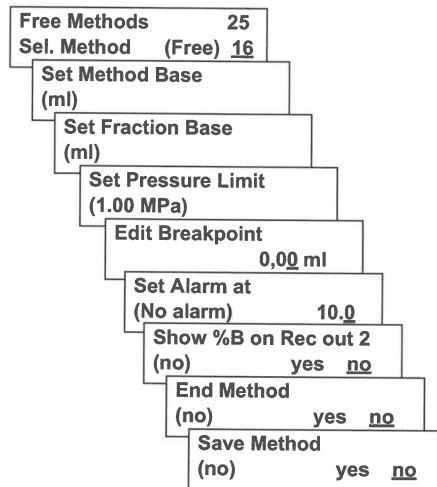 Free Methods 25
Sel. Method (Free) 16
Set Method Base
(ml)
Set Fraction Base
(ml)
Set Pressure Limit
(1.00 MPa)
Edit Breakpoint
0,00 ml
Set Alarm at
(No alarm) 10.0
Show %B on Rec out 2
(no) yes no
End Method
(no) yes no
Save Method
(no) yes no